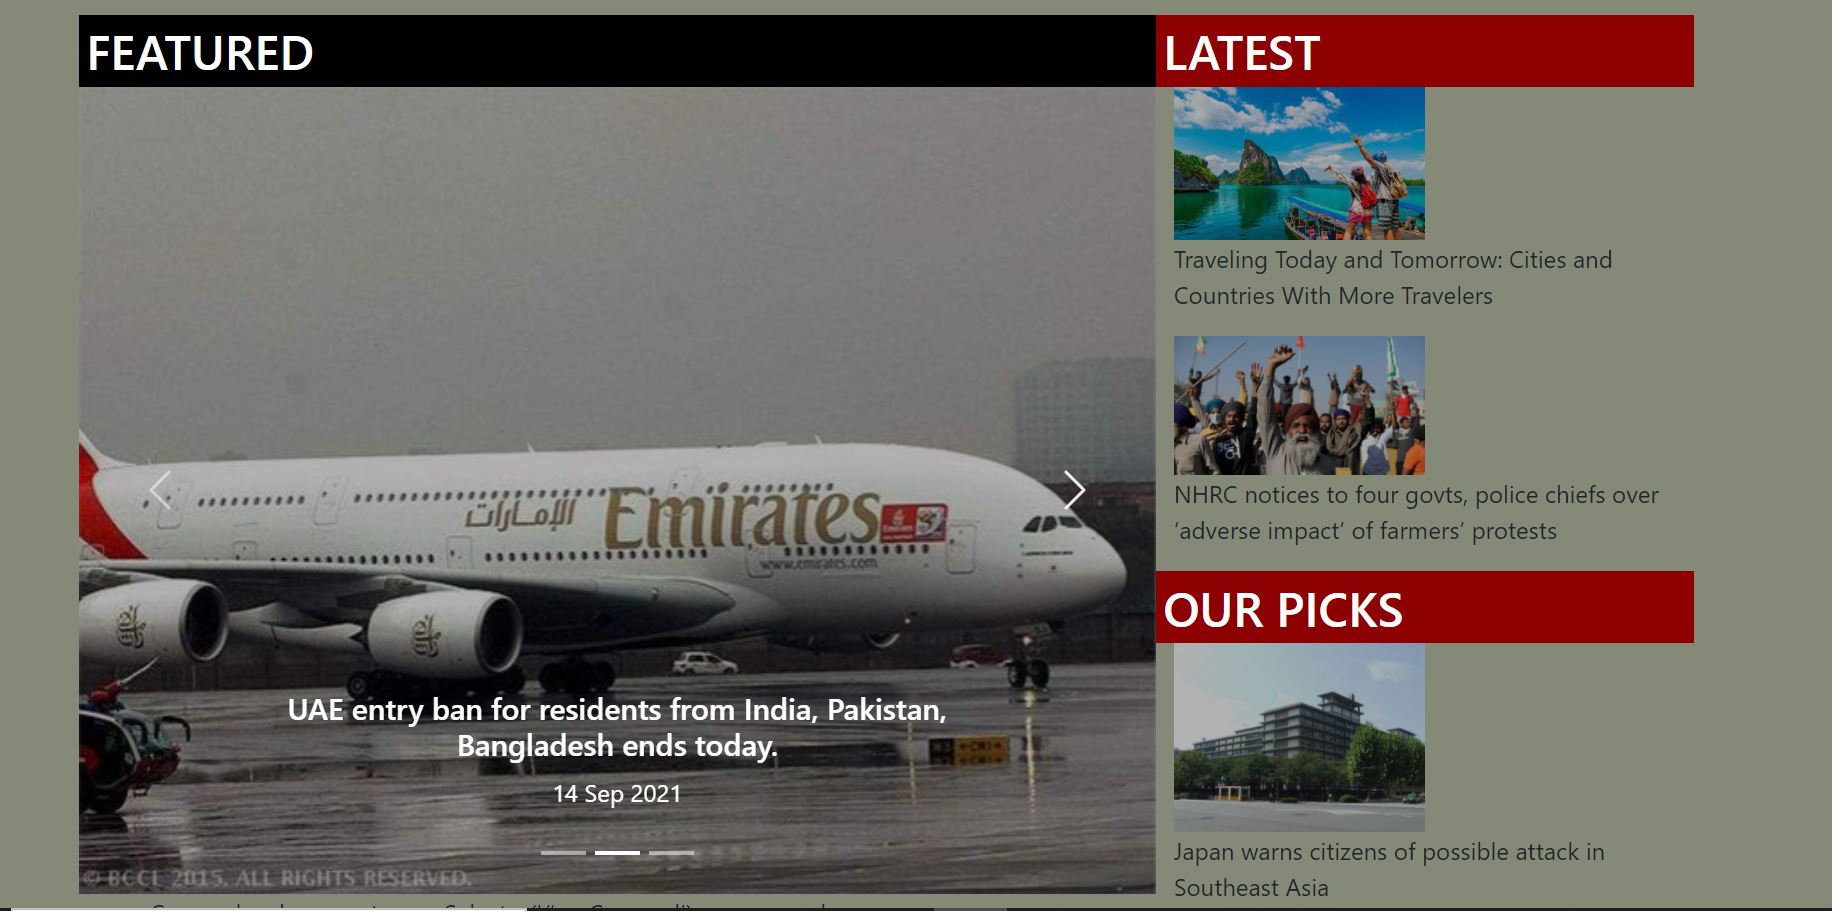 FEATURED
الإمارات
Emirates
www.emirates.com
UAE entry ban for residents from India, Pakistan,
Bangladesh ends today.
14 Sep 2021
© BCCL 2015. ALL RIGHTS RESERVED.
LATEST
Traveling Today and Tomorrow: Cities and
Countries With More Travelers
NHRC notices to four govts, police chiefs over
‘adverse impact’ of farmers’ protests
OUR PICKS
Japan warns citizens of possible attack in
Southeast Asia